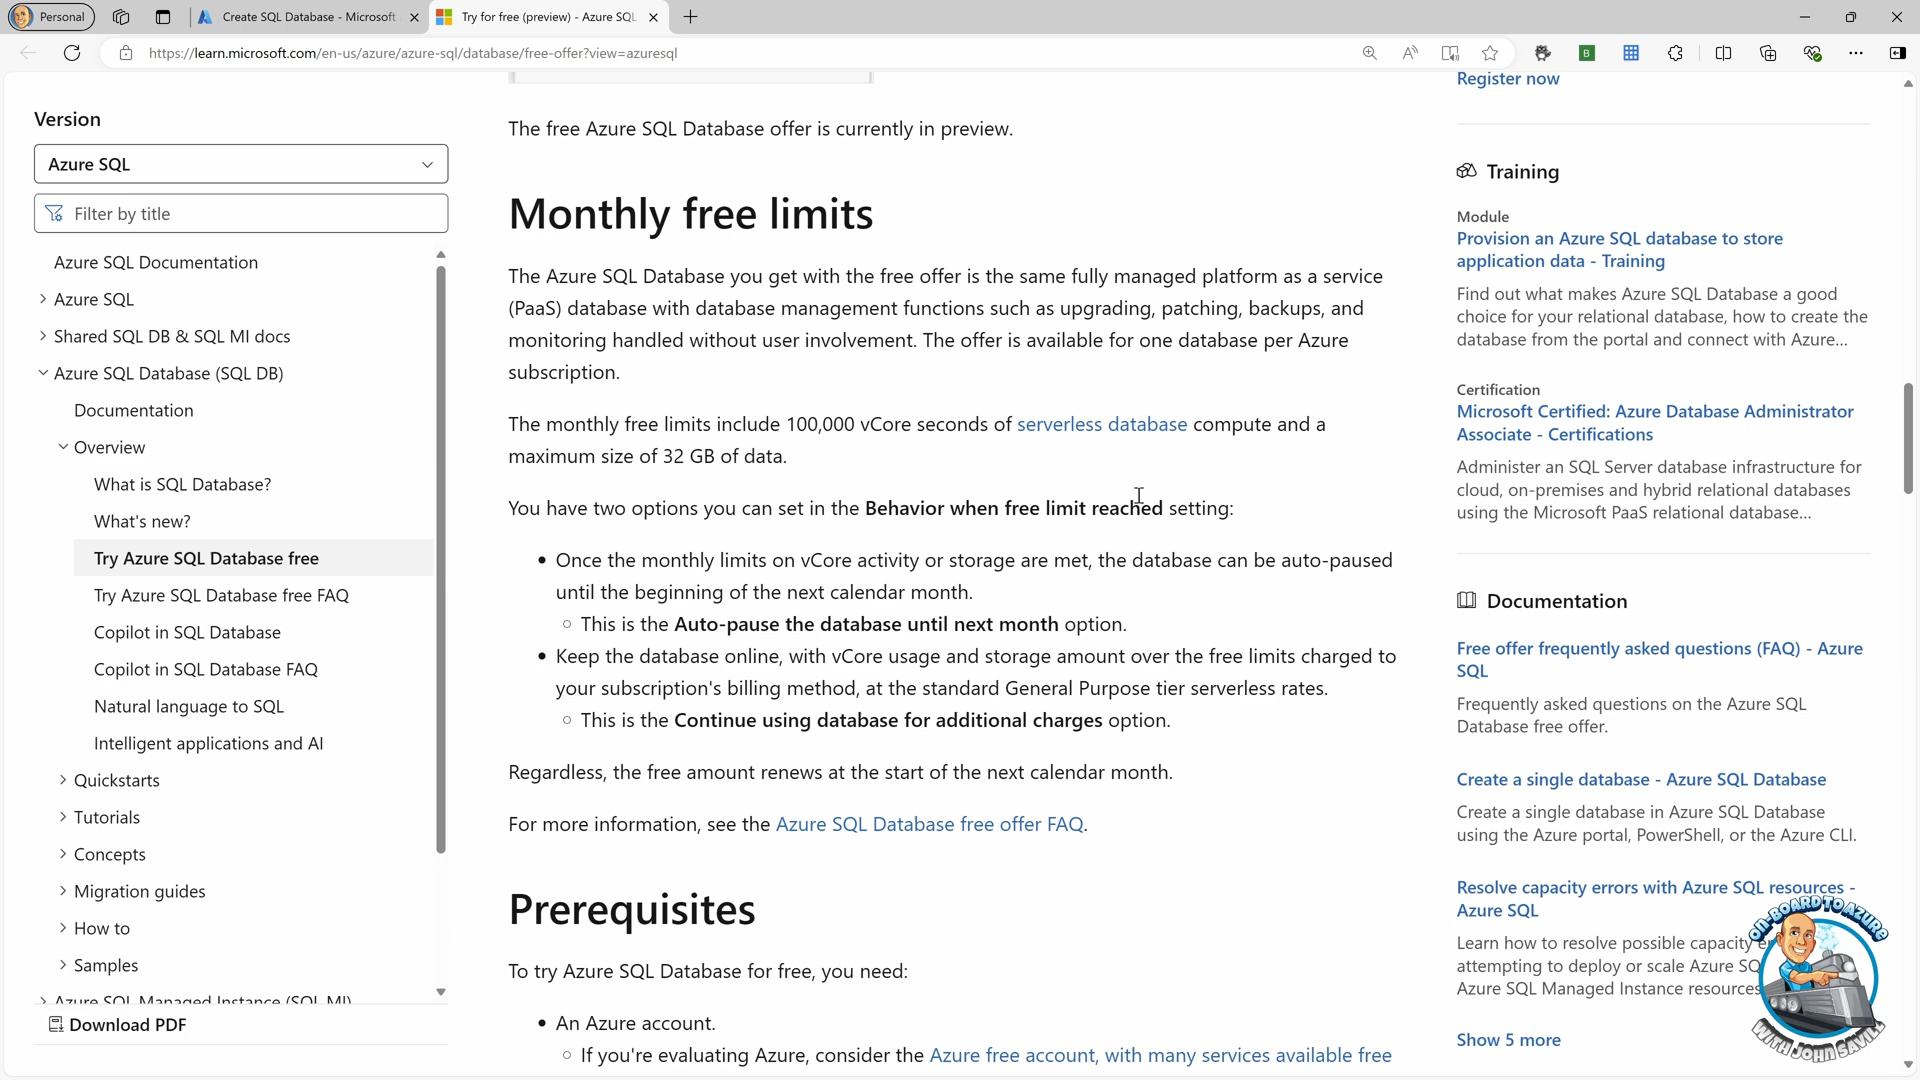 Personal
Create SQL Database - Microsoft
Try for free (preview) - Azure SQL
https://learn.microsoft.com/en-us/azure/azure-sql/database/free-offer?view=azuresql
Version
Azure SQL
Filter by title
Azure SQL Documentation
Azure SQL
Shared SQL DB & SQL MI docs
Azure SQL Database (SQL DB)
Documentation
Overview
What is SQL Database?
What's new?
Try Azure SQL Database free
Try Azure SQL Database free FAQ
Copilot in SQL Database
Copilot in SQL Database FAQ
Natural language to SQL
Intelligent applications and AI
Quickstarts
Tutorials
Concepts
Migration guides
How to
Samples
Azure SQL Managed Instance (SQL MI)
Download PDF
The free Azure SQL Database offer is currently in preview.
Monthly free limits
The Azure SQL Database you get with the free offer is the same fully managed platform as a service
(PaaS) database with database management functions such as upgrading, patching, backups, and
monitoring handled without user involvement. The offer is available for one database per Azure
subscription.
The monthly free limits include 100,000 vCore seconds of serverless database compute and a
maximum size of 32 GB of data.
You have two options you can set in the Behavior when free limit reached setting:
• Once the monthly limits on vCore activity or storage are met, the database can be auto-paused
until the beginning of the next calendar month.
○ This is the Auto-pause the database until next month option.
• Keep the database online, with vCore usage and storage amount over the free limits charged to
your subscription's billing method, at the standard General Purpose tier serverless rates.
○ This is the Continue using database for additional charges option.
Regardless, the free amount renews at the start of the next calendar month.
For more information, see the Azure SQL Database free offer FAQ.
Prerequisites
To try Azure SQL Database for free, you need:
• An Azure account.
○ If you're evaluating Azure, consider the Azure free account, with many services available free
Register now
Training
Module
Provision an Azure SQL database to store
application data - Training
Find out what makes Azure SQL Database a good
choice for your relational database, how to create the
database from the portal and connect with Azure...
Certification
Microsoft Certified: Azure Database Administrator
Associate - Certifications
Administer an SQL Server database infrastructure for
cloud, on-premises and hybrid relational databases
using the Microsoft PaaS relational database...
Documentation
Free offer frequently asked questions (FAQ) - Azure
SQL
Frequently asked questions on the Azure SQL
Database free offer.
Create a single database - Azure SQL Database
Create a single database in Azure SQL Database
using the Azure portal, PowerShell, or the Azure CLI.
Resolve capacity errors with Azure SQL resources -
Azure SQL
Learn how to resolve possible capacity
attempting to deploy or scale Azure
Azure SQL Managed Instance resources
Show 5 more
ON-BOARD TO AZURE
WITH JOHN SAVILL